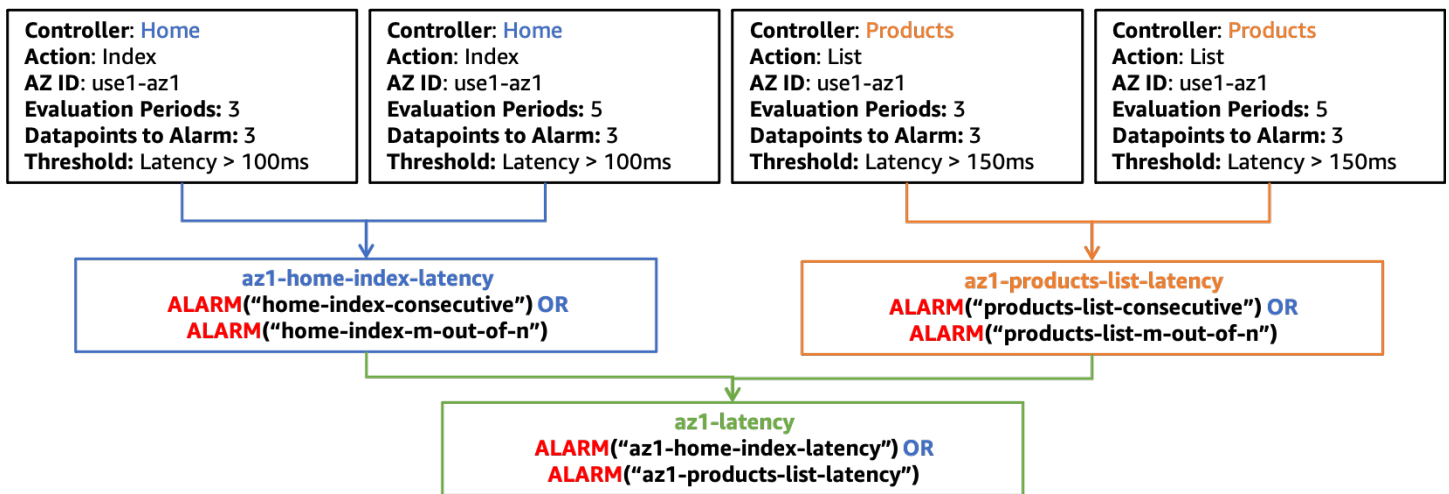 Controller: Home
Action: Index
AZ ID: use1-az1
Evaluation Periods: 3
Datapoints to Alarm: 3
Threshold: Latency > 100ms
Controller: Home
Action: Index
AZ ID: use1-az1
Evaluation Periods: 5
Datapoints to Alarm: 3
Threshold: Latency > 100ms
Controller: Products
Action: List
AZ ID: use1-az1
Evaluation Periods: 3
Datapoints to Alarm: 3
Threshold: Latency > 150ms
Controller: Products
Action: List
AZ ID: use1-az1
Evaluation Periods: 5
Datapoints to Alarm: 3
Threshold: Latency > 150ms
az1-home-index-latency
ALARM(“home-index-consecutive”) OR
ALARM(“home-index-m-out-of-n”)
az1-products-list-latency
ALARM(“products-list-consecutive”) OR
ALARM(“products-list-m-out-of-n”)
az1-latency
ALARM(“az1-home-index-latency”) OR
ALARM(“az1-products-list-latency”)